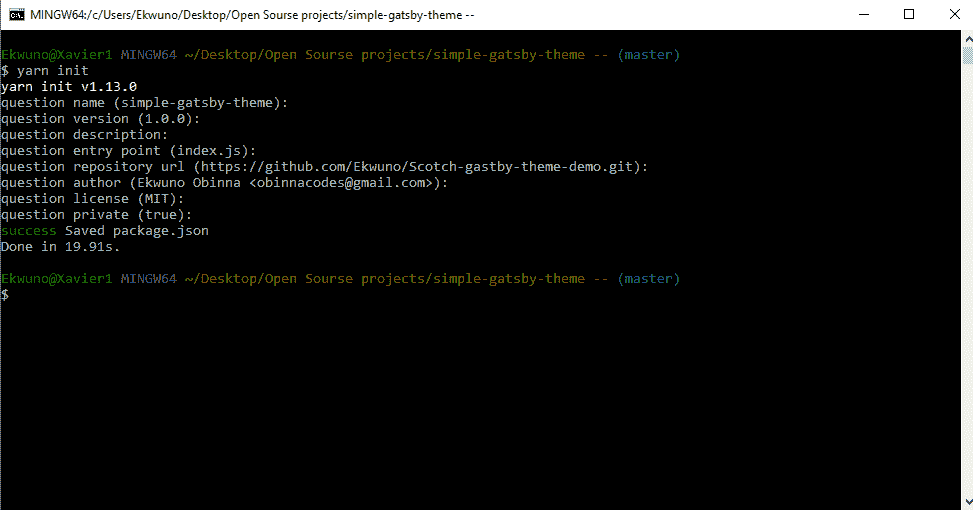 MINGW64:/c/Users/Ekwuno/Desktop/Open Sourse projects/simple-gatsby-theme --
Ekwuno@Xavier1 MINGW64 ~/Desktop/Open Sourse projects/simple-gatsby-theme -- (master)
$ yarn init
yarn init v1.13.0
question name (simple-gatsby-theme):
question version (1.0.0):
question description:
question entry point (index.js):
question repository url (https://github.com/Ekwuno/Scotch-gastby-theme-demo.git):
question author (Ekwuno Obinna <obinnacodes@gmail.com>):
question license (MIT):
question private (true):
success Saved package.json
Done in 19.91s.
Ekwuno@Xavier1 MINGW64 ~/Desktop/Open Sourse projects/simple-gatsby-theme -- (master)
$